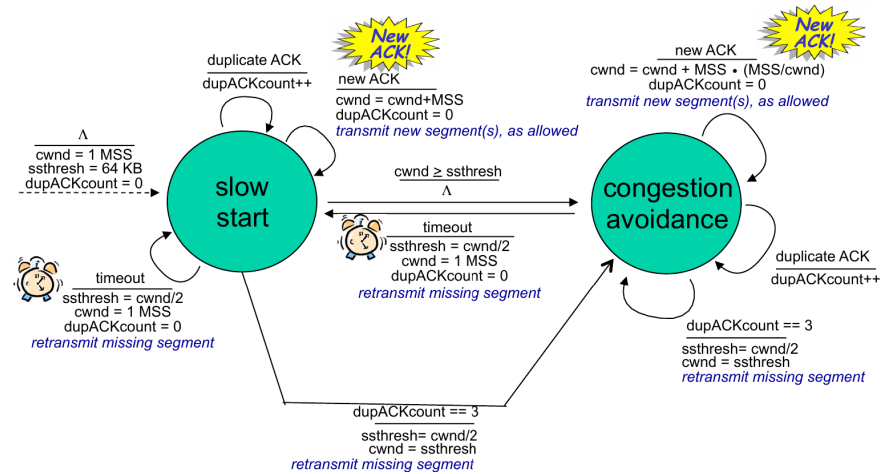 New
ACK!
duplicate ACK
dupACKcount++
new ACK
cwnd = cwnd+MSS
dupACKcount = 0
transmit new segment(s), as allowed
New
ACK!
new ACK
cwnd = cwnd + MSS • (MSS/cwnd)
dupACKcount = 0
transmit new segment(s), as allowed
Λ
cwnd = 1 MSS
ssthresh = 64 KB
dupACKcount = 0
slow
start
cwnd ≥ ssthresh
Λ
congestion
avoidance
timeout
ssthresh = cwnd/2
cwnd = 1 MSS
dupACKcount = 0
retransmit missing segment
timeout
ssthresh = cwnd/2
cwnd = 1 MSS
dupACKcount = 0
retransmit missing segment
duplicate ACK
dupACKcount++
dupACKcount == 3
ssthresh= cwnd/2
cwnd = ssthresh
retransmit missing segment
dupACKcount == 3
ssthresh= cwnd/2
cwnd = ssthresh
retransmit missing segment